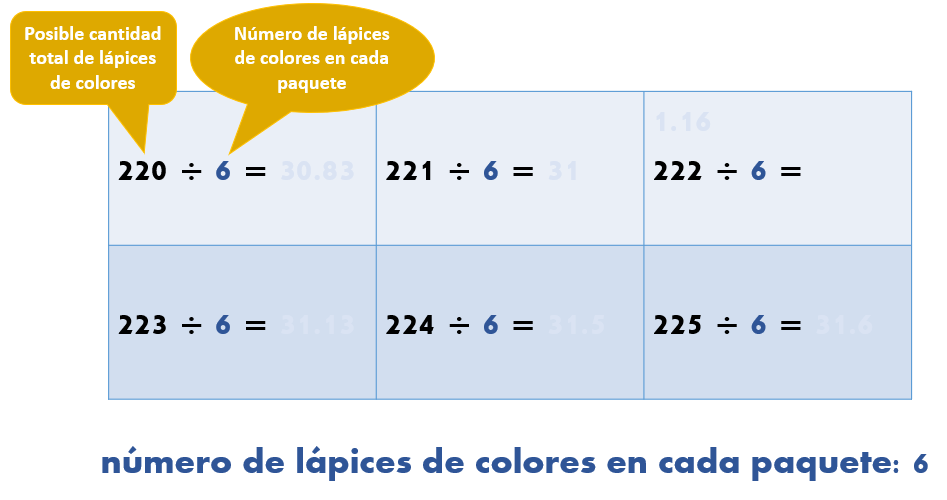 Posible cantidad
total de lápices
de colores
Número de lápices
de colores en cada
paquete
1.16
220 ÷ 6 = 30.83
221 ÷ 6 = 31
222 ÷ 6 =
223 ÷ 6 = 31.13
224 ÷ 6 = 31.5
225 ÷ 6 = 31.6
número de lápices de colores en cada paquete: 6